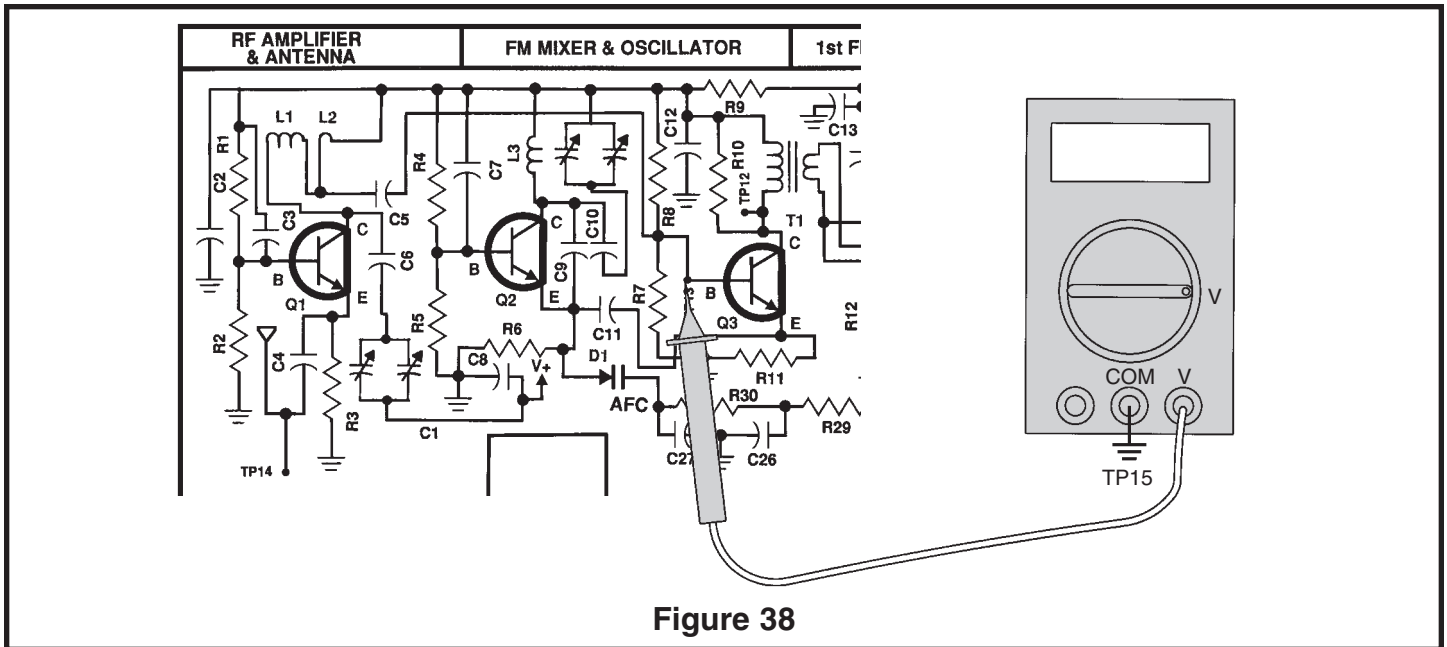 RF AMPLIFIER
& ANTENNA
FM MIXER & OSCILLATOR
1st F
L1
L2
R1
C2
C3
C5
C
B
Q1
E
C6
R2
C4
R3
TP14
C1
R4
C7
L3
C
B
Q2
E
C9
C10
R5
R6
C8
V+
D1
C11
AFC
R9
C12
C13
R10
TP12
T1
R8
R7
C
B
Q3
E
R12
R11
R30
R29
C27
C26
V
COM
V
TP15
Figure 38